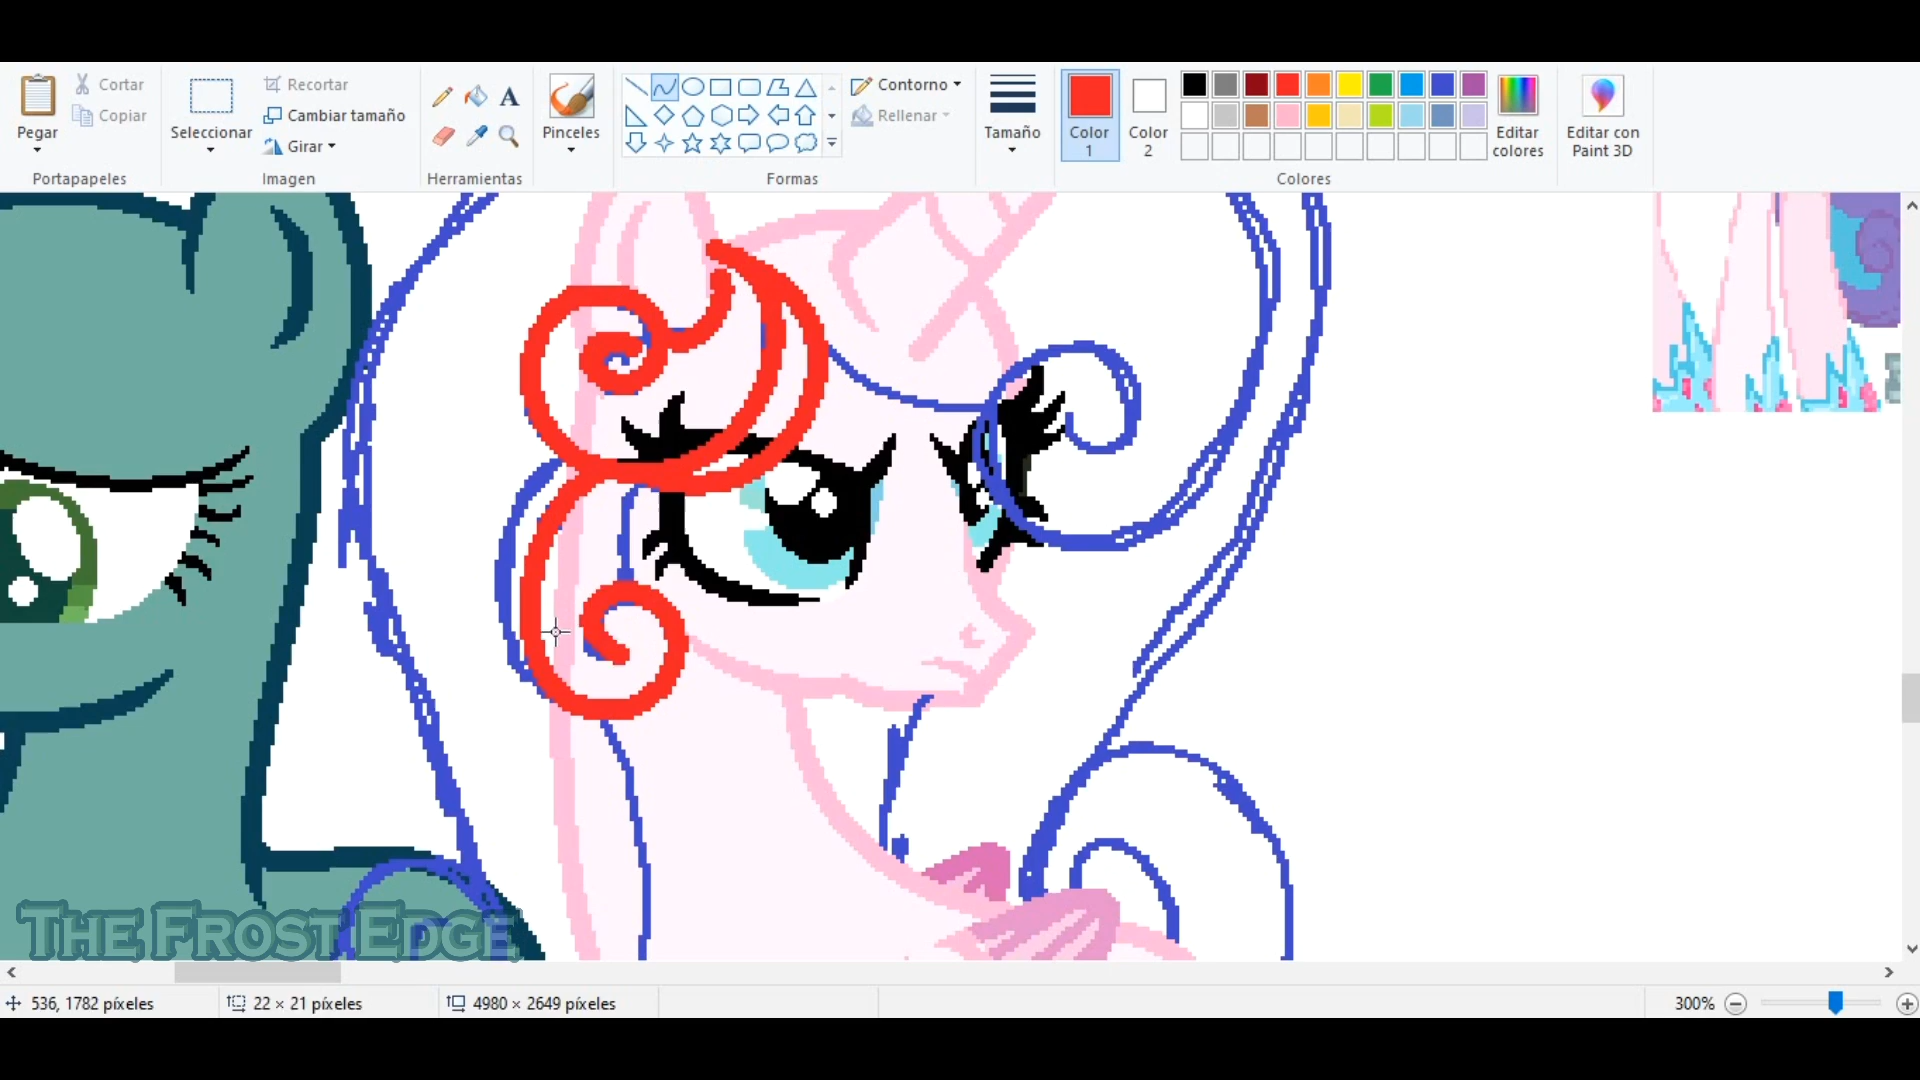 Pegar
Cortar
Copiar
Portapapeles
Seleccionar
Recortar
Cambiar tamaño
Girar
Imagen
A
Herramientas
Pinceles
Contorno
Rellenar
Formas
Tamaño
Color
1
Color
2
Editar
colores
Colores
Editar con
Paint 3D
THE FROST EDGE
536, 1782 píxeles
22 × 21 píxeles
4980 × 2649 píxeles
300%